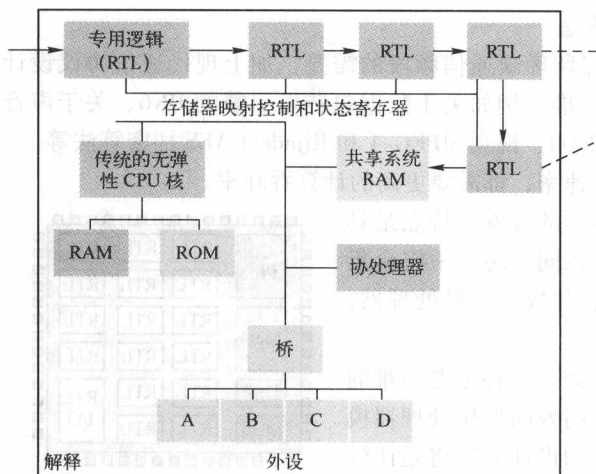 专用逻辑
(RTL)
RTL
RTL
RTL
存储器映射控制和状态寄存器
传统的无弹
性CPU 核
共享系统
RAM
RTL
RAM
ROM
协处理器
桥
A
B
C
D
解释
外设